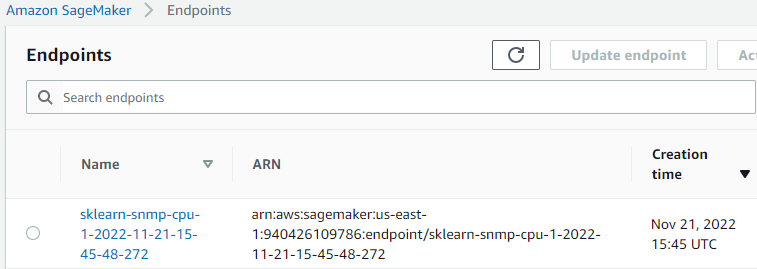 Amazon SageMaker > Endpoints
Endpoints
Update endpoint
Act
Search endpoints
Name
ARN
Creation
time
sklearn-snmp-cpu-
1-2022-11-21-15-
45-48-272
arn:aws:sagemaker:us-east-
1:940426109786:endpoint/sklearn-snmp-cpu-1-2022-
11-21-15-45-48-272
Nov 21, 2022
15:45 UTC